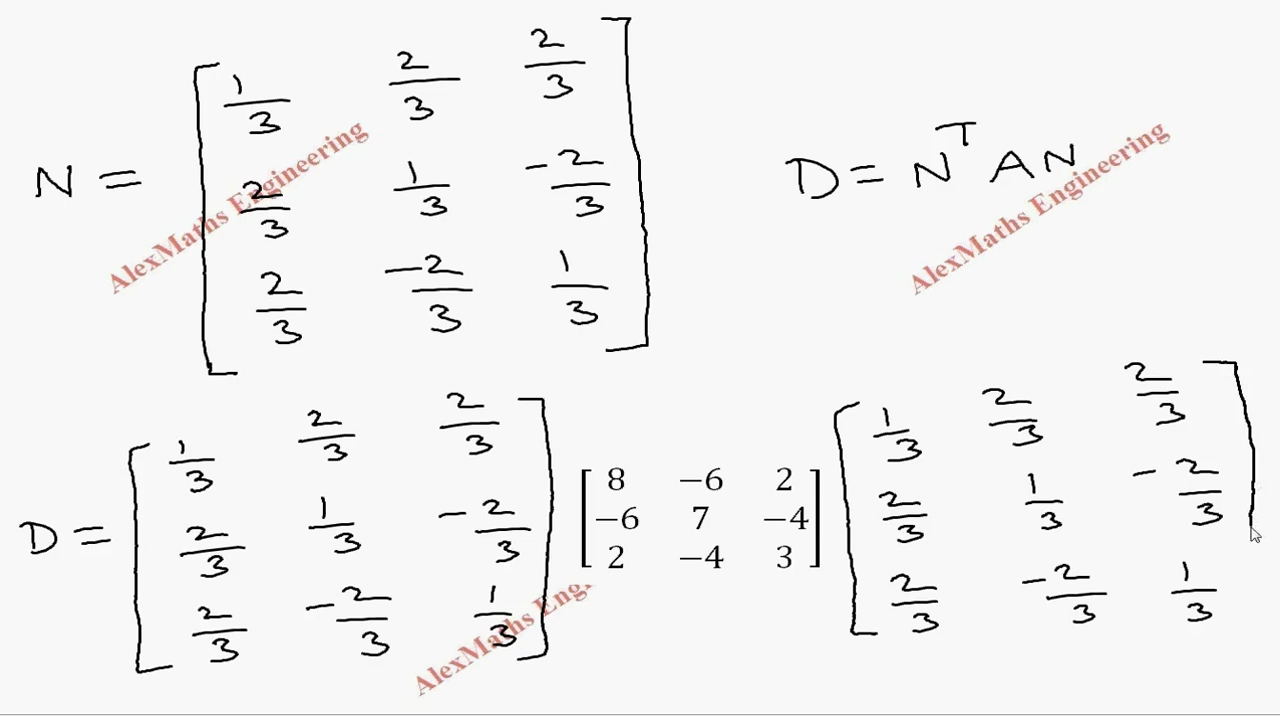 N = [ 1/3 2/3 2/3
2/3 1/3 -2/3
2/3 -2/3 1/3 ]
D = N^T A N
AlexMaths Engineering
AlexMaths Engineering
D = [ 1/3 2/3 2/3 [ 8 −6 2 [ 1/3 2/3 2/3
2/3 1/3 -2/3 −6 7 −4 2/3 1/3 -2/3
2/3 -2/3 1/3 ] 2 −4 3 ] 2/3 -2/3 1/3 ]
AlexMaths Eng